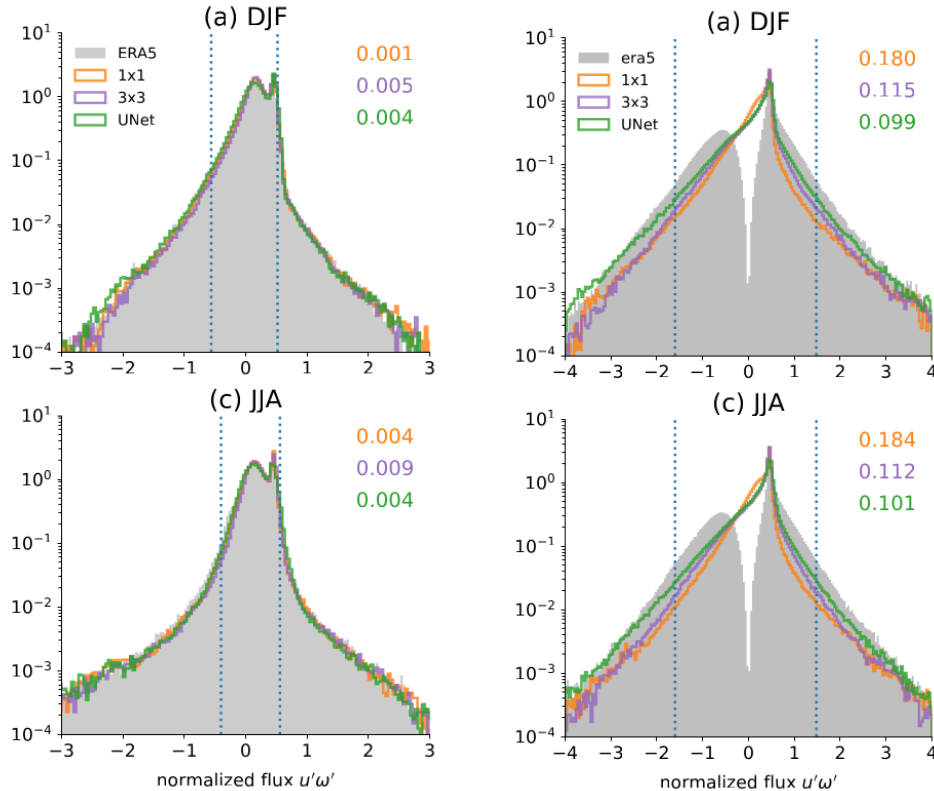 (a) DJF
ERA5
1x1
3x3
UNet
0.001
0.005
0.004
10¹
10⁰
10⁻¹
10⁻²
10⁻³
10⁻⁴
−3 −2 −1 0 1 2 3
(a) DJF
era5
1x1
3x3
UNet
0.180
0.115
0.099
10¹
10⁰
10⁻¹
10⁻²
10⁻³
10⁻⁴
−4 −3 −2 −1 0 1 2 3 4
(c) JJA
0.004
0.009
0.004
10¹
10⁰
10⁻¹
10⁻²
10⁻³
10⁻⁴
−3 −2 −1 0 1 2 3
normalized flux u′ω′
(c) JJA
0.184
0.112
0.101
10¹
10⁰
10⁻¹
10⁻²
10⁻³
10⁻⁴
−4 −3 −2 −1 0 1 2 3 4
normalized flux u′ω′